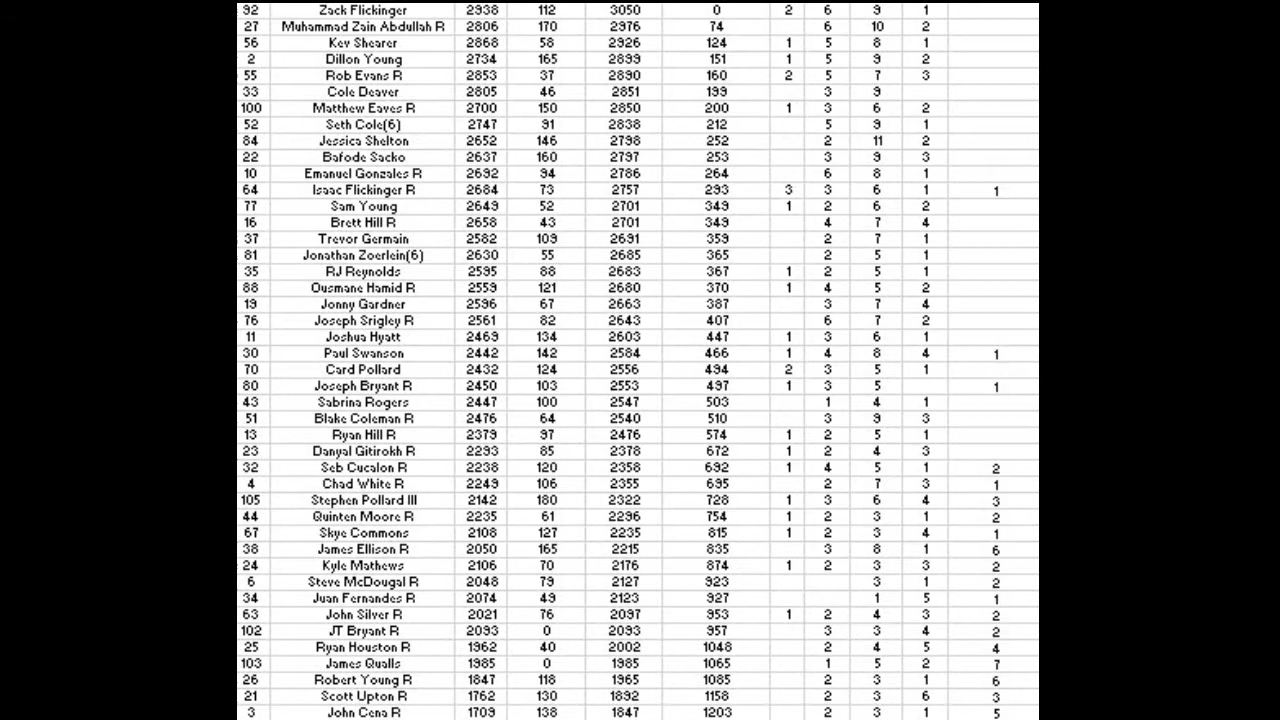 92 Zack Flickinger 2938 112 3050 0 2 6 9 1
27 Muhammad Zain Abdullah R 2806 170 2976 74 6 10 2
56 Kev Shearer 2868 58 2926 124 1 5 8 1
2 Dillon Young 2734 165 2899 151 1 5 9 2
55 Rob Evans R 2853 37 2890 160 2 5 7 3
33 Cole Deaver 2805 46 2851 199 3 9
100 Matthew Eaves R 2700 150 2850 200 1 3 6 2
52 Seth Cole(6) 2747 91 2838 212 5 9 1
84 Jessica Shelton 2652 146 2798 252 2 11 2
22 Bafode Sacko 2637 160 2797 253 3 9 3
10 Emanuel Gonzales R 2692 94 2786 264 6 8 1
64 Isaac Flickinger R 2684 73 2757 293 3 3 6 1 1
77 Sam Young 2649 52 2701 349 1 2 6 2
16 Brett Hill R 2658 43 2701 349 4 7 4
37 Trevor Germain 2582 109 2691 359 2 7 1
81 Jonathan Zoerlein(6) 2630 55 2685 365 2 5 1
35 RJ Reynolds 2595 88 2683 367 1 2 5 1
88 Ousmane Hamid R 2559 121 2680 370 1 4 5 2
19 Jonny Gardner 2596 67 2663 387 3 7 4
76 Joseph Srigley R 2561 82 2643 407 6 7 2
11 Joshua Hyatt 2469 134 2603 447 1 3 6 1
30 Paul Swanson 2442 142 2584 466 1 4 8 4 1
70 Card Pollard 2432 124 2556 494 2 3 5 1
80 Joseph Bryant R 2450 103 2553 497 1 3 5 1
43 Sabrina Rogers 2447 100 2547 503 1 4 1
51 Blake Coleman R 2476 64 2540 510 3 9 3
13 Ryan Hill R 2379 97 2476 574 1 2 5 1
23 Danyal Gitirokh R 2293 85 2378 672 1 2 4 3
32 Seb Cucalon R 2238 120 2358 692 1 4 5 1 2
4 Chad White R 2249 106 2355 695 2 7 3 1
105 Stephen Pollard III 2142 180 2322 728 1 3 6 4 3
44 Quinten Moore R 2235 61 2296 754 1 2 3 1 2
67 Skye Commons 2108 127 2235 815 1 2 3 4 1
38 James Ellison R 2050 165 2215 835 3 8 1 6
24 Kyle Mathews 2106 70 2176 874 1 2 3 3 2
6 Steve McDougal R 2048 79 2127 923 3 1 2
34 Juan Fernandes R 2074 49 2123 927 1 5 1
63 John Silver R 2021 76 2097 953 1 2 4 3 2
102 JT Bryant R 2093 0 2093 957 3 3 4 2
25 Ryan Houston R 1962 40 2002 1048 2 4 5 4
103 James Qualls 1985 0 1985 1065 1 5 2 7
26 Robert Young R 1847 118 1965 1085 2 3 1 6
21 Scott Upton R 1762 130 1892 1158 2 3 6 3
3 John Cena R 1709 138 1847 1203 2 3 1 5